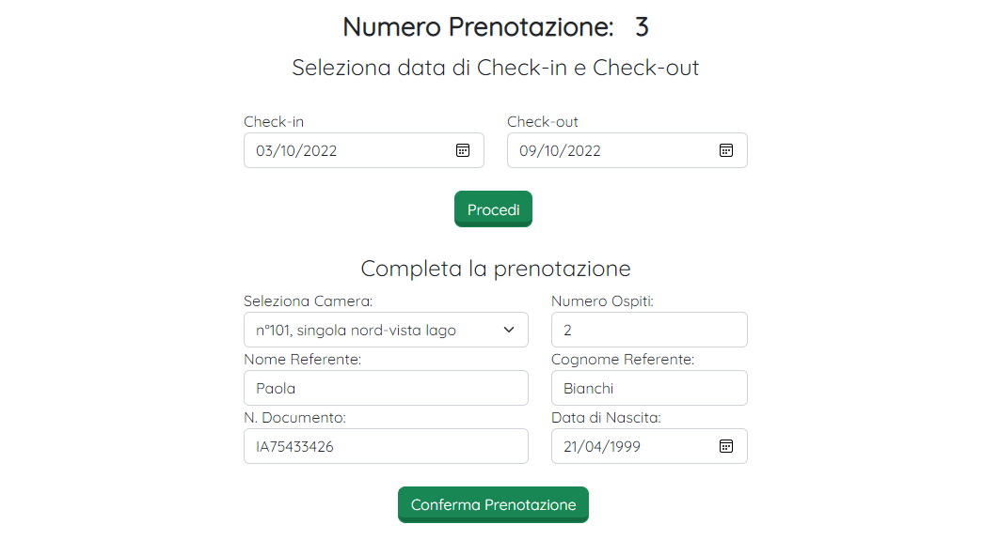 Numero Prenotazione: 3
Seleziona data di Check-in e Check-out
Check-in Check-out
03/10/2022 09/10/2022
Procedi
Completa la prenotazione
Seleziona Camera: Numero Ospiti:
n°101, singola nord-vista lago 2
Nome Referente: Cognome Referente:
Paola Bianchi
N. Documento: Data di Nascita:
IA75433426 21/04/1999
Conferma Prenotazione